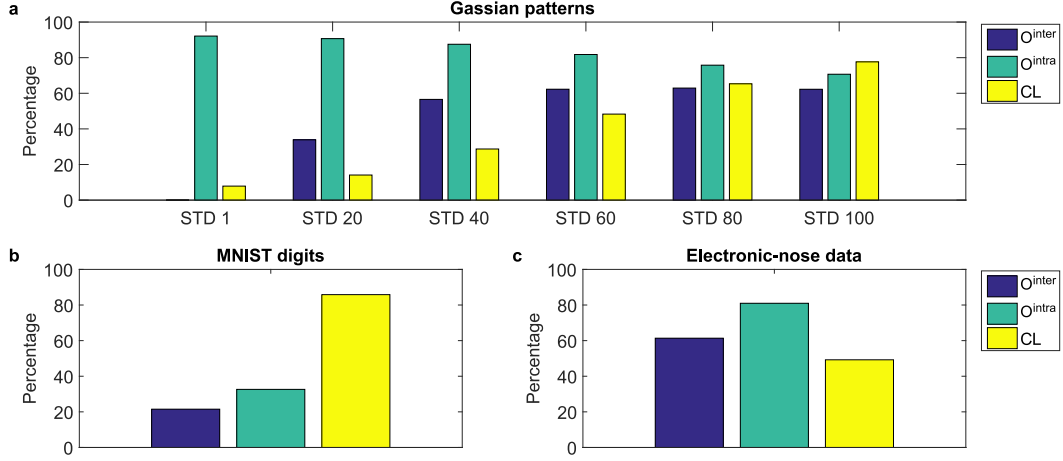 a
Gassian patterns
100
80
60
40
20
0
Percentage
STD 1 STD 20 STD 40 STD 60 STD 80 STD 100
O^inter
O^intra
CL
b
MNIST digits
100
80
60
40
20
0
Percentage
c
Electronic-nose data
100
80
60
40
20
0
Percentage
O^inter
O^intra
CL